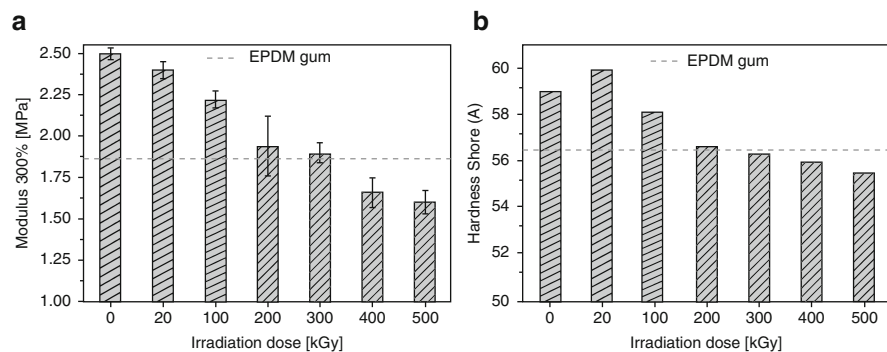 a
2.50
2.25
2.00
1.75
1.50
1.25
1.00
Modulus 300% [MPa]
EPDM gum
0 20 100 200 300 400 500
Irradiation dose [kGy]
b
60
58
56
54
52
50
Hardness Shore (A)
EPDM gum
0 20 100 200 300 400 500
Irradiation dose [kGy]